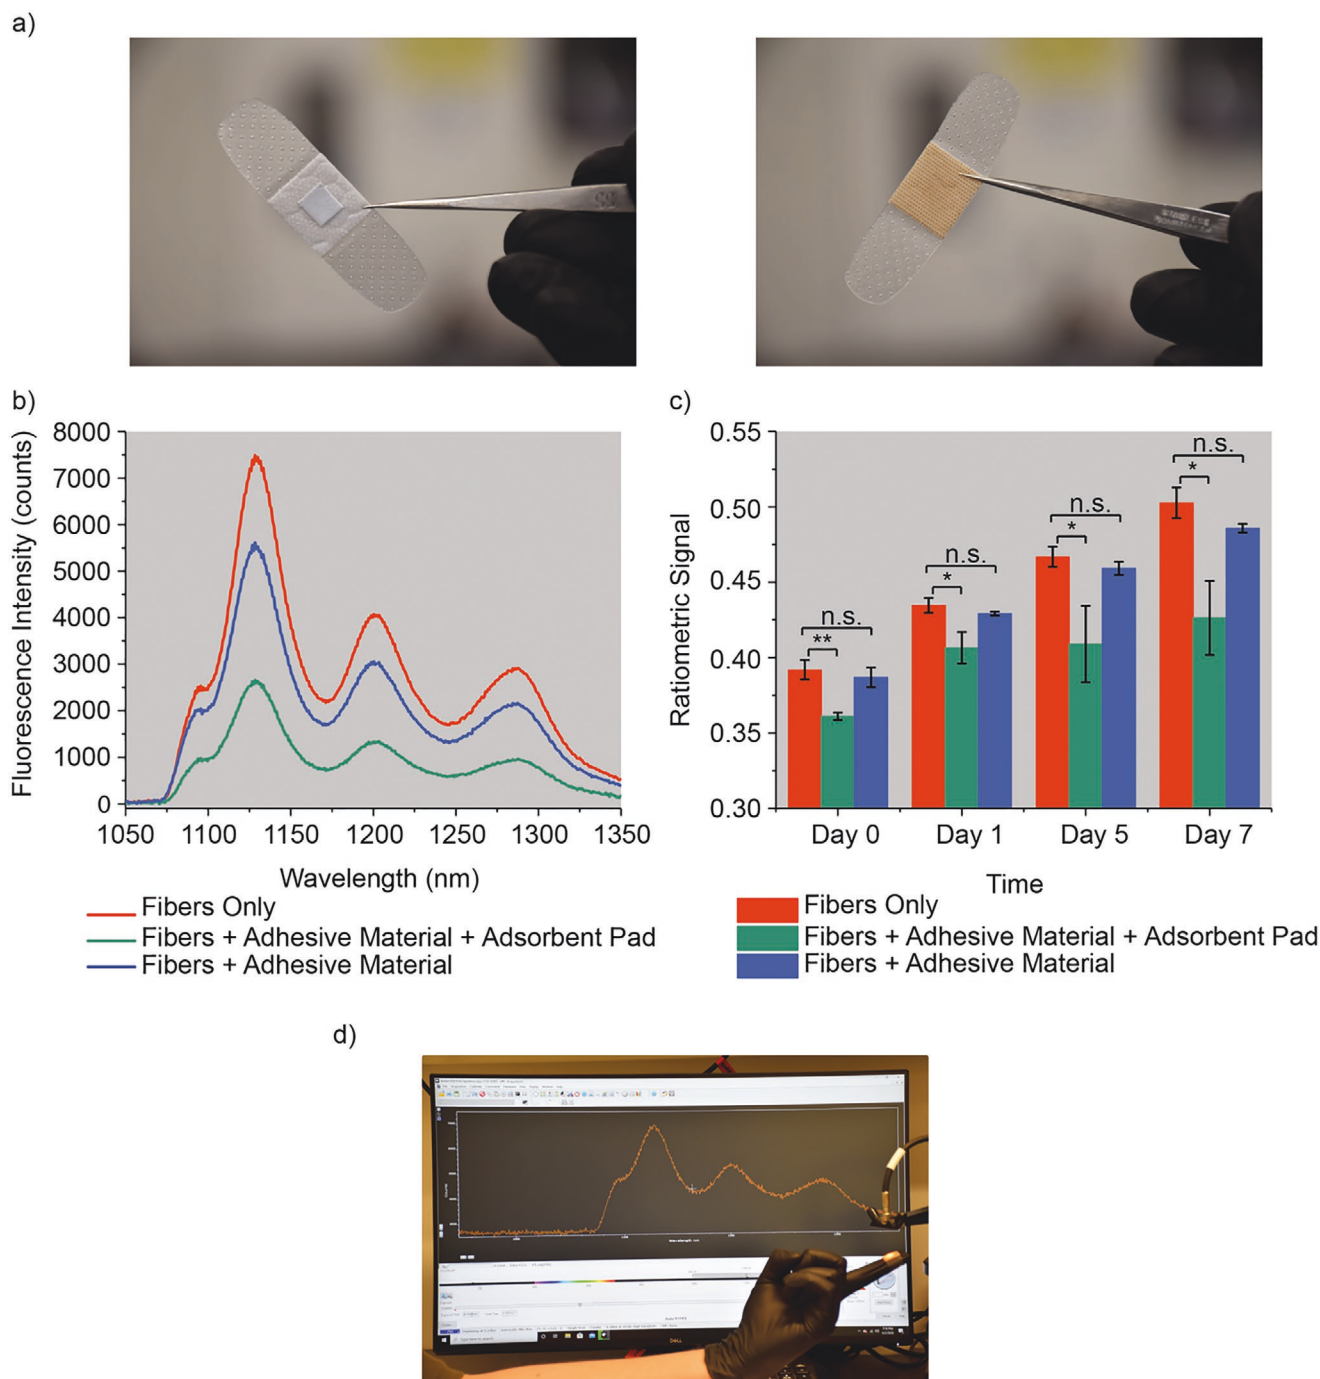 a)
b)
8000
7000
6000
5000
4000
3000
2000
1000
0
Fluorescence Intensity (counts)
1050 1100 1150 1200 1250 1300 1350
Wavelength (nm)
Fibers Only
Fibers + Adhesive Material + Adsorbent Pad
Fibers + Adhesive Material
c)
0.55
0.50
0.45
0.40
0.35
0.30
Ratiometric Signal
n.s.
**
n.s.
*
n.s.
*
n.s.
*
Day 0 Day 1 Day 5 Day 7
Time
Fibers Only
Fibers + Adhesive Material + Adsorbent Pad
Fibers + Adhesive Material
d)
DELL